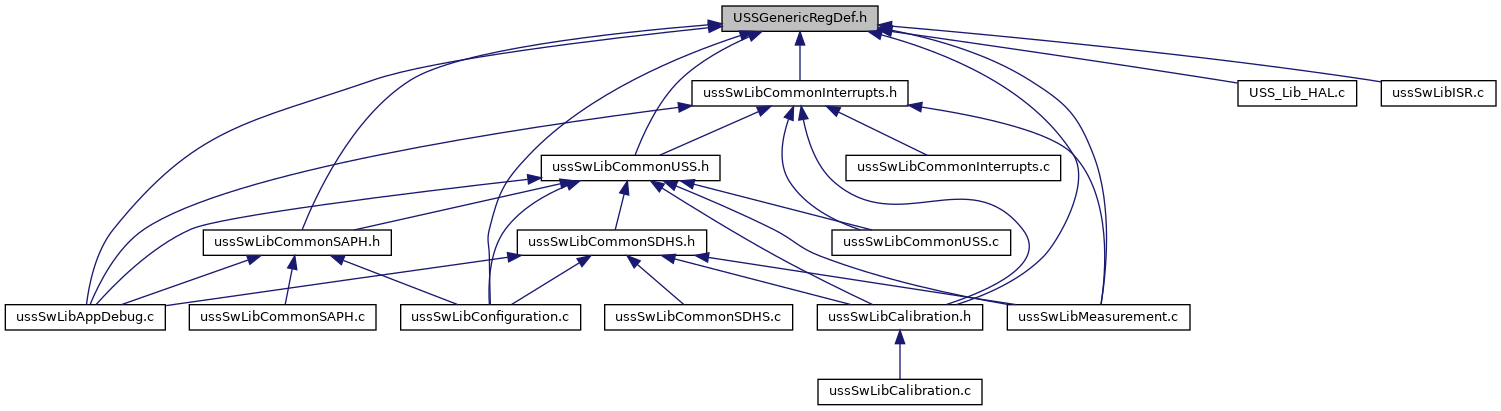 USSGenericRegDef.h
ussSwLibCommonInterrupts.h
USS_Lib_HAL.c
ussSwLibISR.c
ussSwLibCommonUSS.h
ussSwLibCommonInterrupts.c
ussSwLibCommonSAPH.h
ussSwLibCommonSDHS.h
ussSwLibCommonUSS.c
ussSwLibAppDebug.c
ussSwLibCommonSAPH.c
ussSwLibConfiguration.c
ussSwLibCommonSDHS.c
ussSwLibCalibration.h
ussSwLibMeasurement.c
ussSwLibCalibration.c